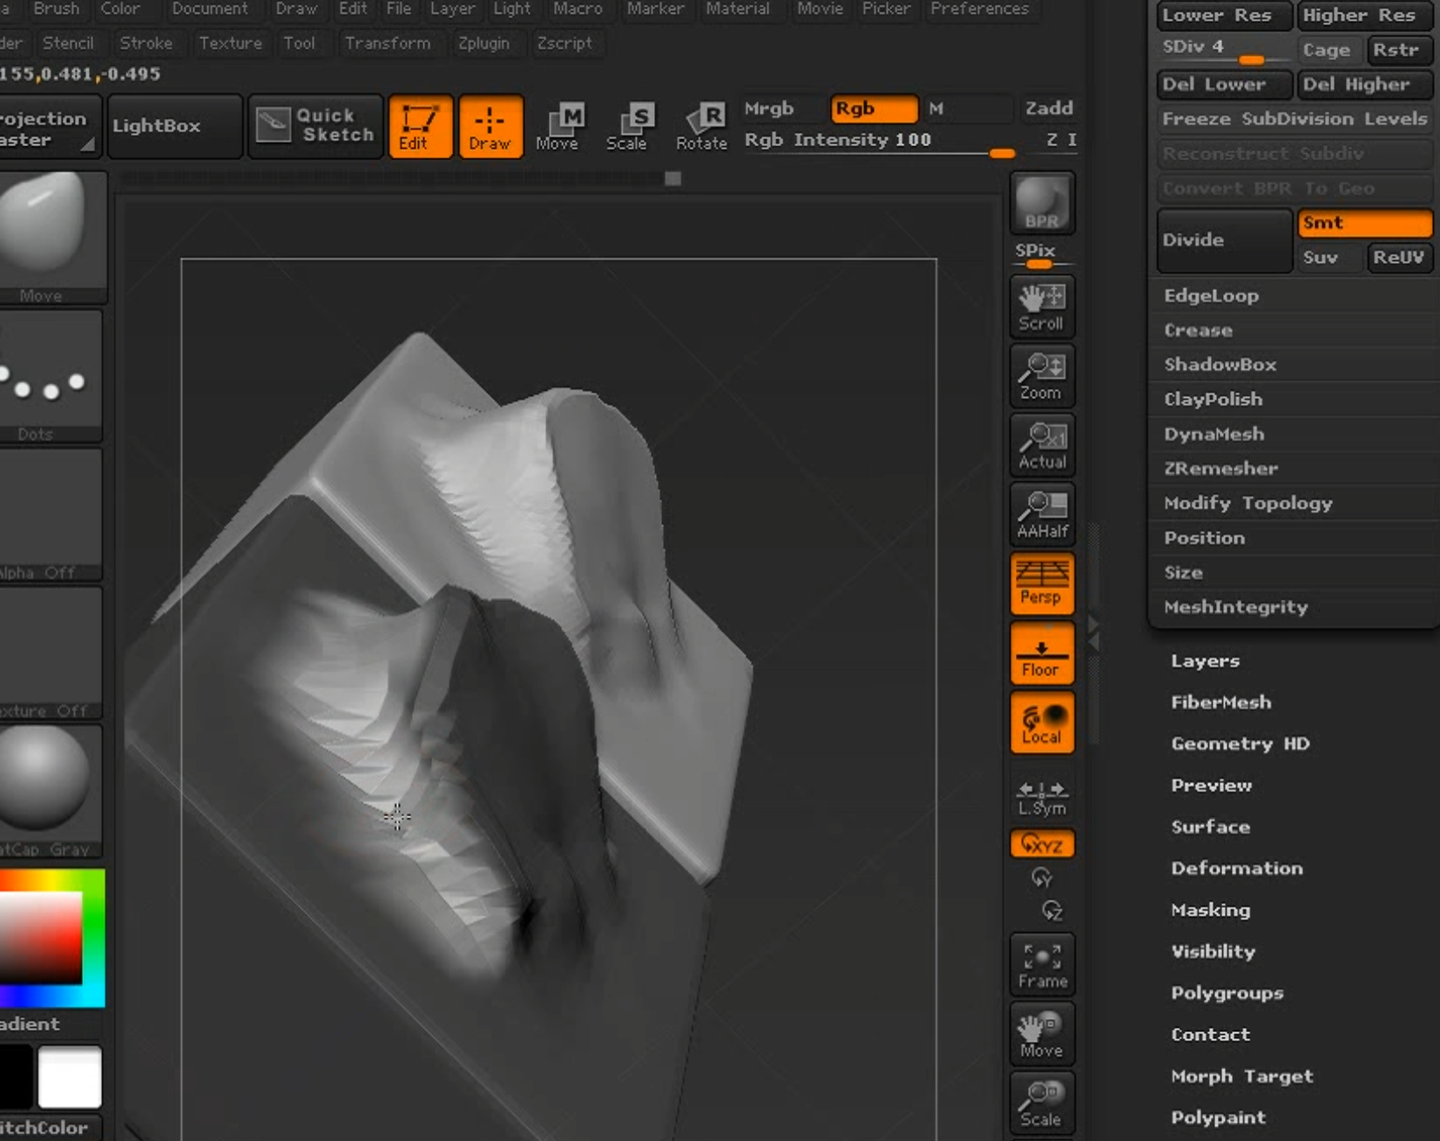 a Brush Color Document Draw Edit File Layer Light Macro Marker Material Movie Picker Preferences
der Stencil Stroke Texture Tool Transform Zplugin Zscript
155,0.481,-0.495
rojection
aster
LightBox
Quick
Sketch
Edit
Draw
Move
Scale
Rotate
M
S
R
Mrgb Rgb M Zadd
Rgb Intensity 100 Z I
Move
Dots
Alpha Off
exture Off
atCap Gray
adient
itchColor
BPR
SPix
Scroll
Zoom
x1
Actual
AAHalf
Persp
Floor
Local
L.Sym
XYZ
Y
Z
Frame
Move
Scale
Lower Res Higher Res
SDiv 4 Cage Rstr
Del Lower Del Higher
Freeze SubDivision Levels
Reconstruct Subdiv
Convert BPR To Geo
Divide
Smt
Suv ReUV
EdgeLoop
Crease
ShadowBox
ClayPolish
DynaMesh
ZRemesher
Modify Topology
Position
Size
MeshIntegrity
Layers
FiberMesh
Geometry HD
Preview
Surface
Deformation
Masking
Visibility
Polygroups
Contact
Morph Target
Polypaint